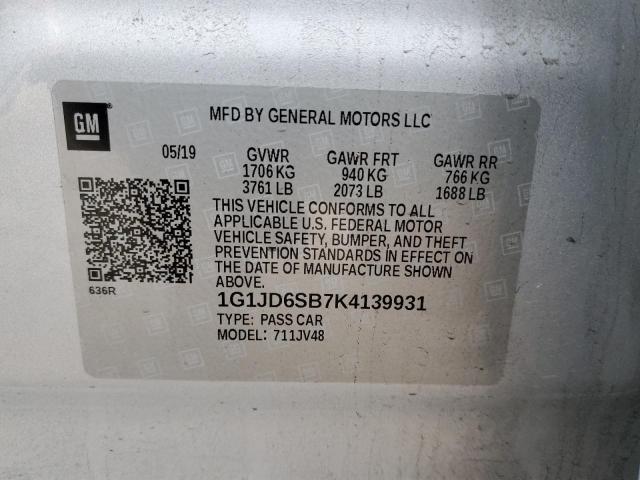 GM
MFD BY GENERAL MOTORS LLC
05/19 GVWR GAWR FRT GAWR RR
1706 KG 940 KG 766 KG
3761 LB 2073 LB 1688 LB
THIS VEHICLE CONFORMS TO ALL
APPLICABLE U.S. FEDERAL MOTOR
VEHICLE SAFETY, BUMPER, AND THEFT
PREVENTION STANDARDS IN EFFECT ON
THE DATE OF MANUFACTURE SHOWN
ABOVE.
636R
1G1JD6SB7K4139931
TYPE: PASS CAR
MODEL: 711JV48